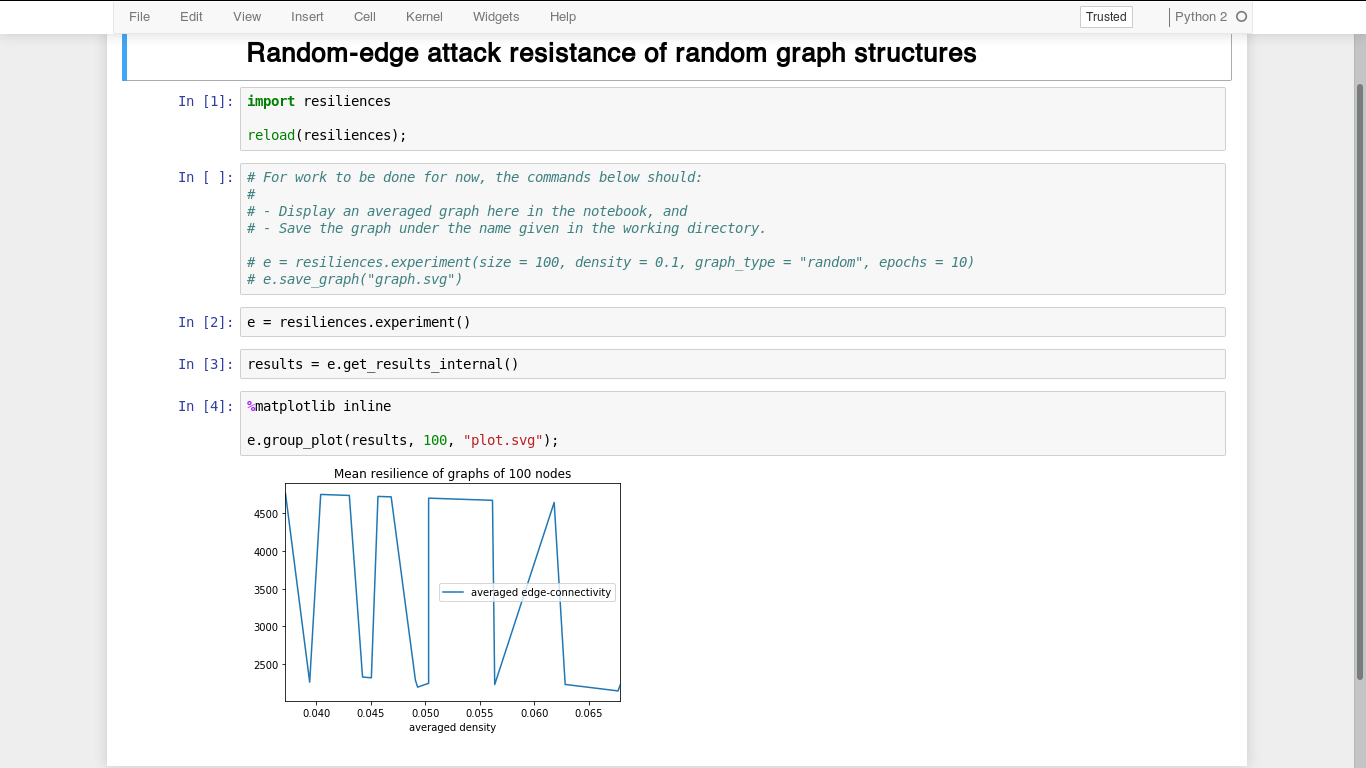 File Edit View Insert Cell Kernel Widgets Help Trusted Python 2
Random-edge attack resistance of random graph structures
In [1]: import resiliences
reload(resiliences);
In [ ]: # For work to be done for now, the commands below should:
#
# - Display an averaged graph here in the notebook, and
# - Save the graph under the name given in the working directory.
# e = resiliences.experiment(size = 100, density = 0.1, graph_type = "random", epochs = 10)
# e.save_graph("graph.svg")
In [2]: e = resiliences.experiment()
In [3]: results = e.get_results_internal()
In [4]: %matplotlib inline
e.group_plot(results, 100, "plot.svg");
Mean resilience of graphs of 100 nodes
4500
4000
3500
averaged edge-connectivity
3000
2500
0.040 0.045 0.050 0.055 0.060 0.065
averaged density